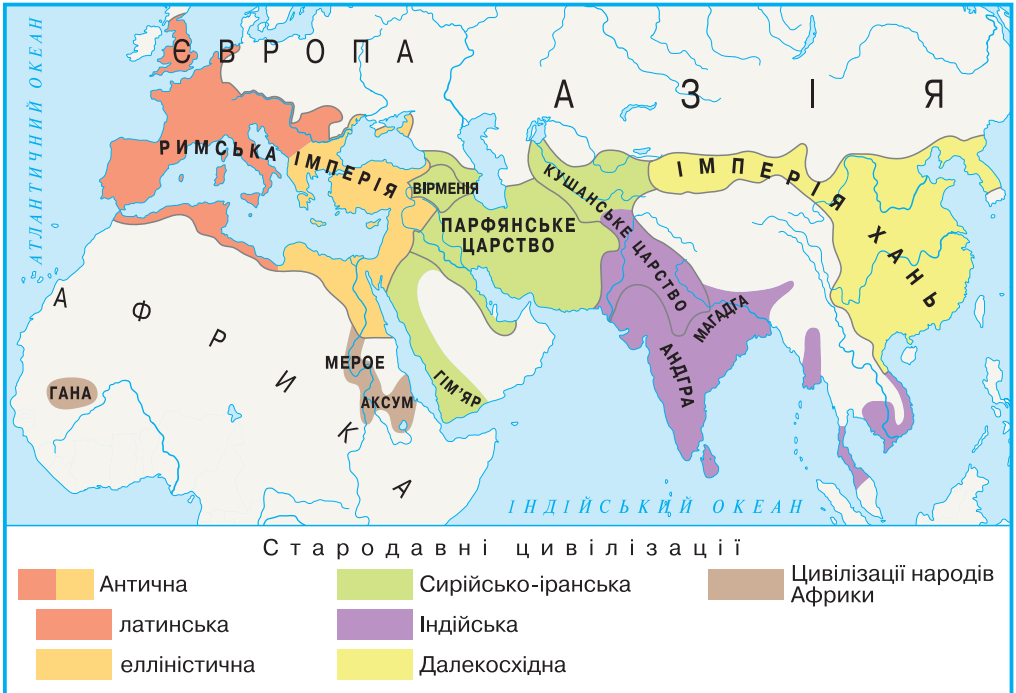 АТЛАНТИЧНИЙ ОКЕАН
ЄВРОПА
АЗІЯ
РИМСЬКА ІМПЕРІЯ
ВІРМЕНІЯ
ПАРФЯНСЬКЕ
ЦАРСТВО
КУШАНСЬКЕ ЦАРСТВО
ІМПЕРІЯ ХАНЬ
МАГАДГА
АНДГРА
АФРИКА
МЕРОЕ
ГАНА
АКСУМ
ГІМ’ЯР
ІНДІЙСЬКИЙ ОКЕАН
Стародавні цивілізації
Антична
латинська
елліністична
Сирійсько-іранська
Індійська
Далекосхідна
Цивілізації народів
Африки